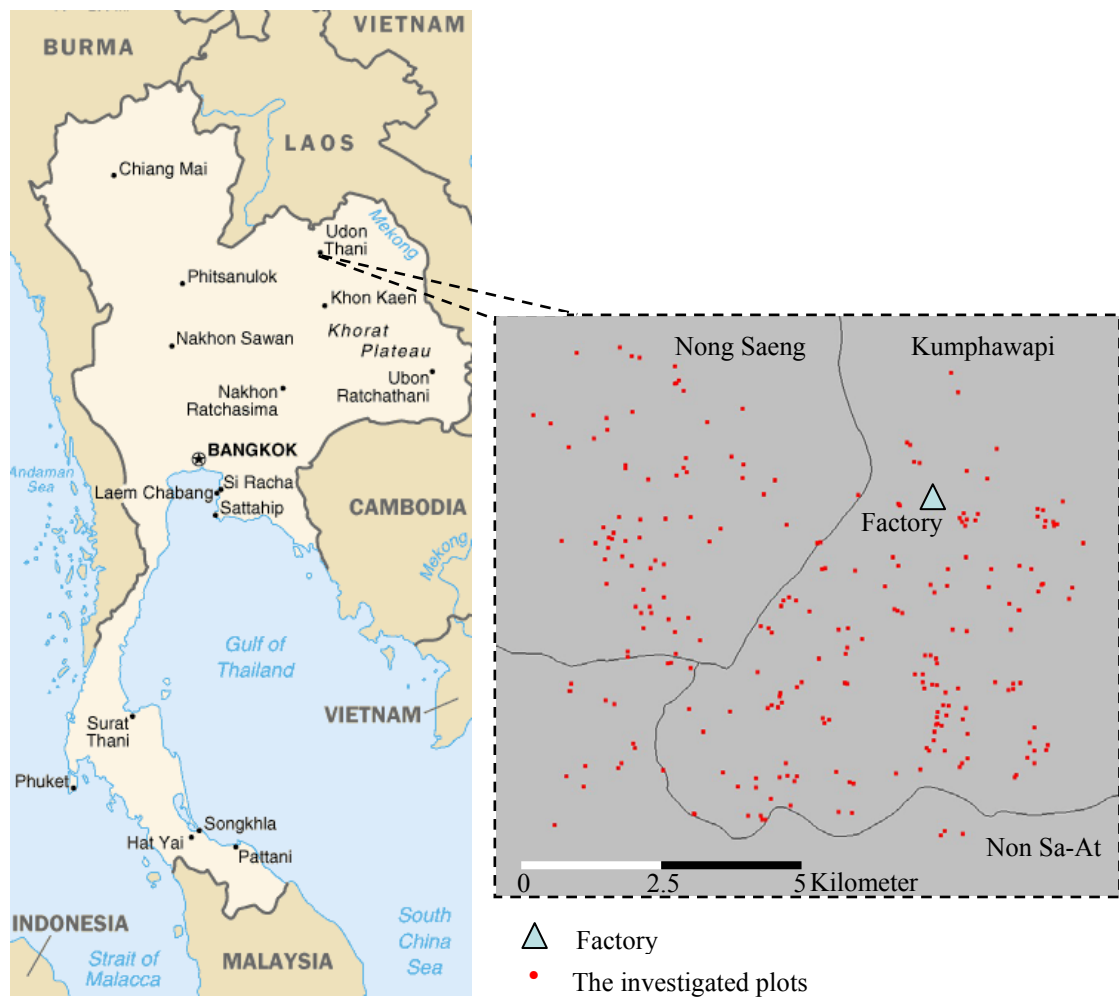 BURMA
VIETNAM
LAOS
Chiang Mai
Udon
Thani
Mekong
Phitsanulok
Khon Kaen
Nakhon Sawan
Khorat
Plateau
Ubon
Ratchathani
Nakhon
Ratchasima
BANGKOK
Si Racha
Laem Chabang
Sattahip
Andaman
Sea
CAMBODIA
Mekong
Gulf of
Thailand
VIETNAM
Surat
Thani
Phuket
Songkhla
Hat Yai
Pattani
INDONESIA
Strait of
Malacca
MALAYSIA
South
China
Sea
Nong Saeng
Kumphawapi
Factory
Non Sa-At
0
2.5
5
Kilometer
Factory
The investigated plots